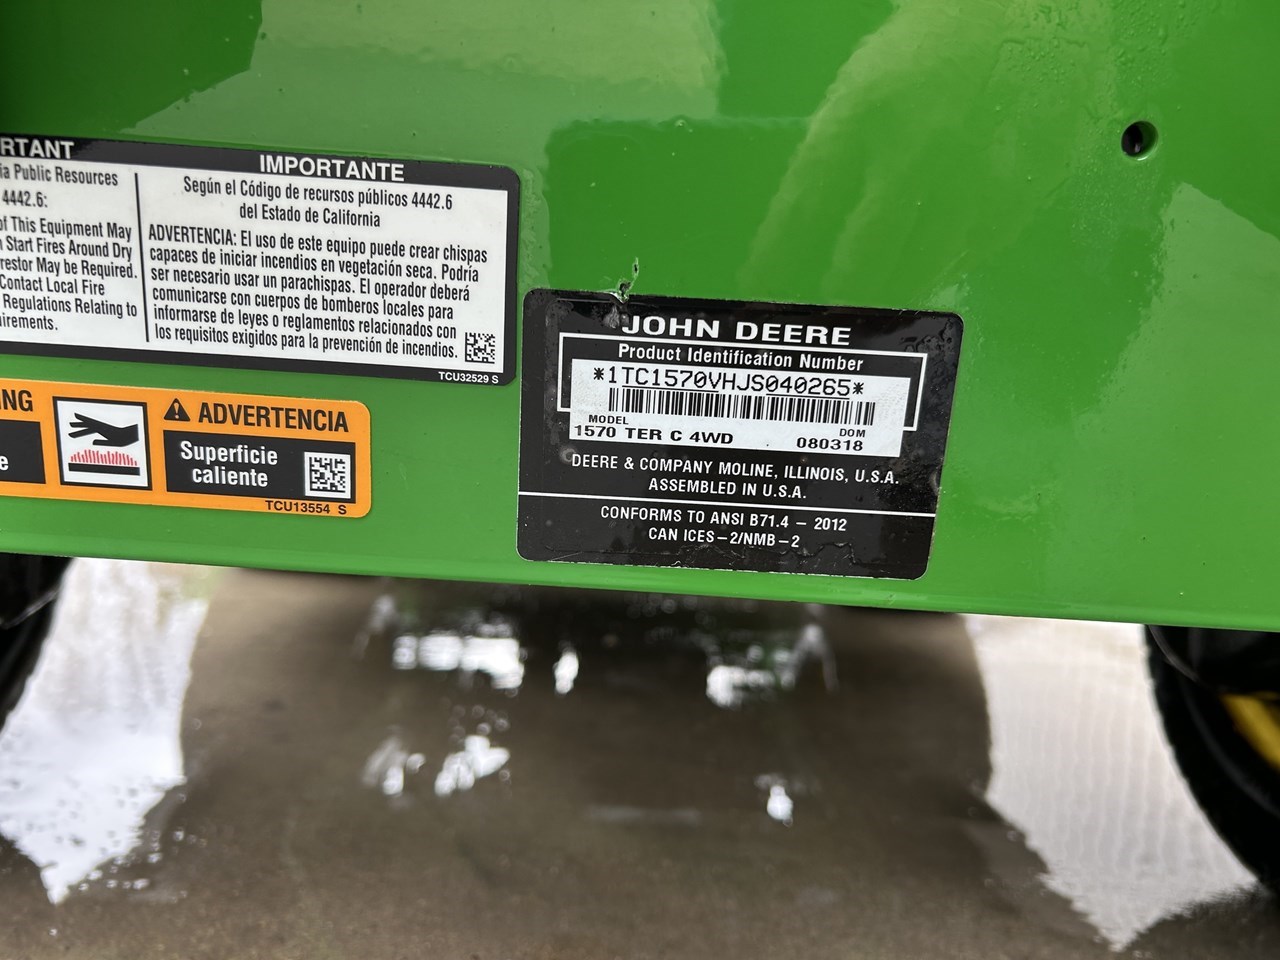 RTANT
ia Public Resources
4442.6:
of This Equipment May
Start Fires Around Dry
restor May be Required.
Contact Local Fire
Regulations Relating to
uirements.
IMPORTANTE
Según el Código de recursos públicos 4442.6
del Estado de California
ADVERTENCIA: El uso de este equipo puede crear chispas
capaces de iniciar incendios en vegetación seca. Podría
ser necesario usar un parachispas. El operador deberá
comunicarse con cuerpos de bomberos locales para
informarse de leyes o reglamentos relacionados con
los requisitos exigidos para la prevención de incendios.
TCU32529 S
NG
e
ADVERTENCIA
Superficie
caliente
TCU13554 S
JOHN DEERE
Product Identification Number
*1TC1570VHJS040265*
MODEL DOM
1570 TER C 4WD 080318
DEERE & COMPANY MOLINE, ILLINOIS, U.S.A.
ASSEMBLED IN U.S.A.
CONFORMS TO ANSI B71.4 – 2012
CAN ICES–2/NMB–2